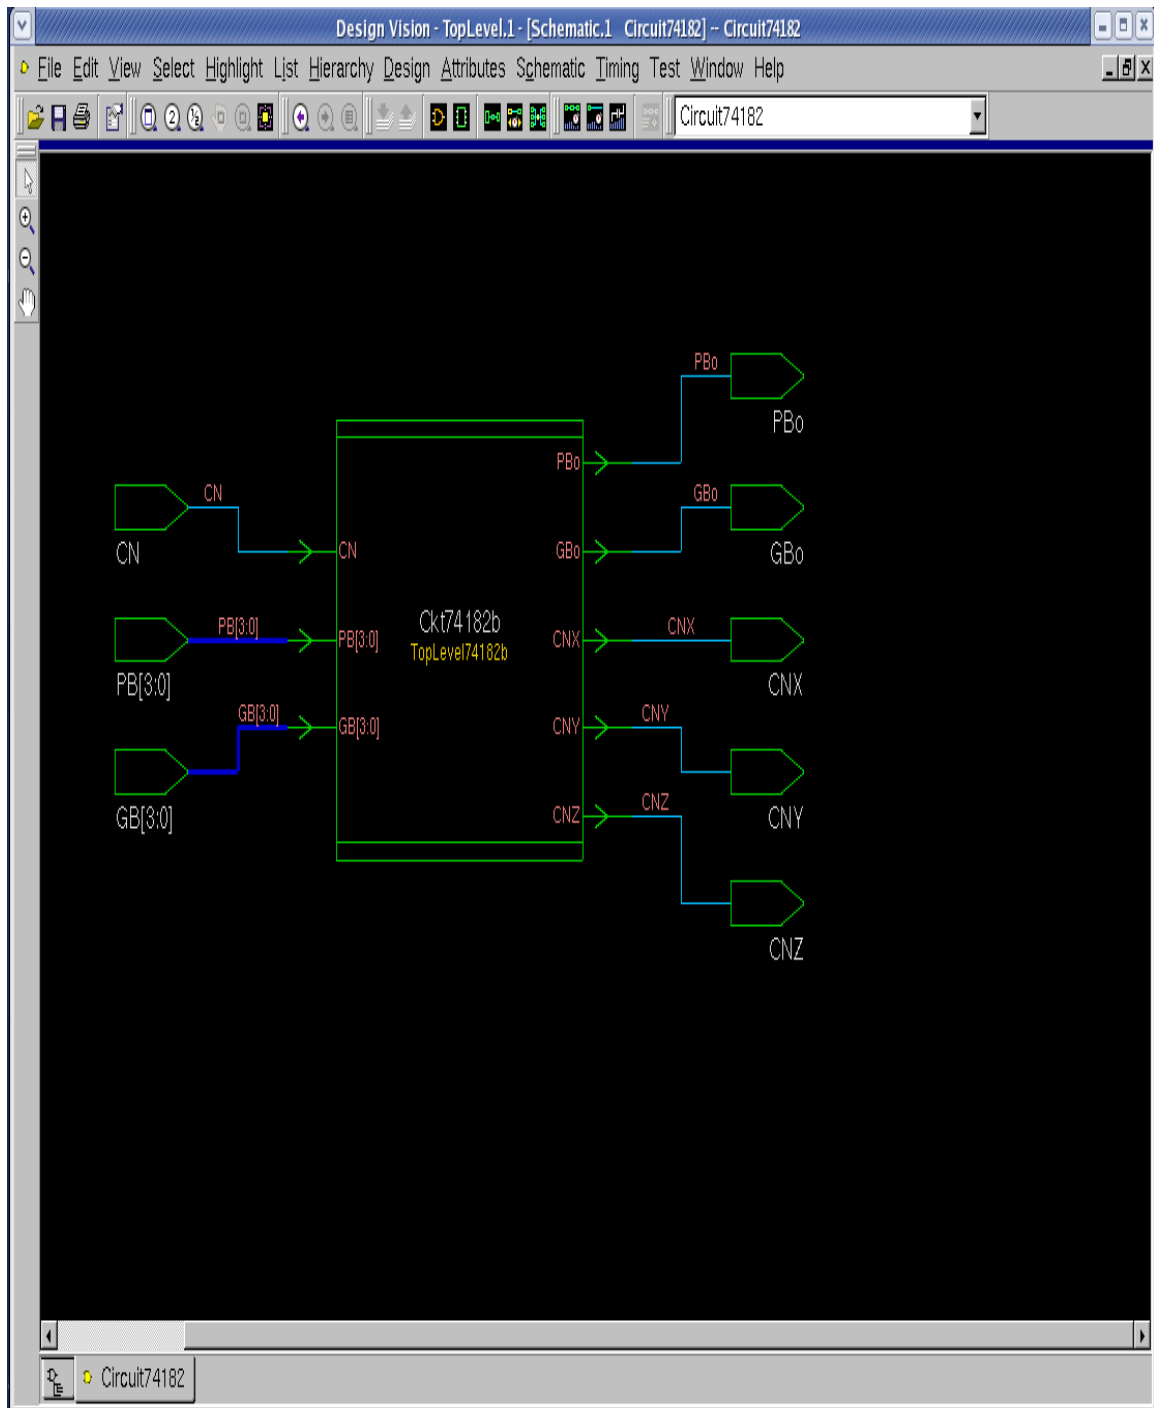 Design Vision - TopLevel.1 - [Schematic.1 Circuit74182] -- Circuit74182
File Edit View Select Highlight List Hierarchy Design Attributes Schematic Timing Test Window Help
Circuit74182
PBo
PBo
PBo
CN
GBo
CN
CN
GBo
GBo
PB[3:0]
PB[3:0]
PB[3:0]
Ckt74182b
TopLevel74182b
CNX
CNX
CNX
GB[3:0]
GB[3:0]
GB[3:0]
CNY
CNY
CNY
CNZ
CNZ
CNZ
Circuit74182